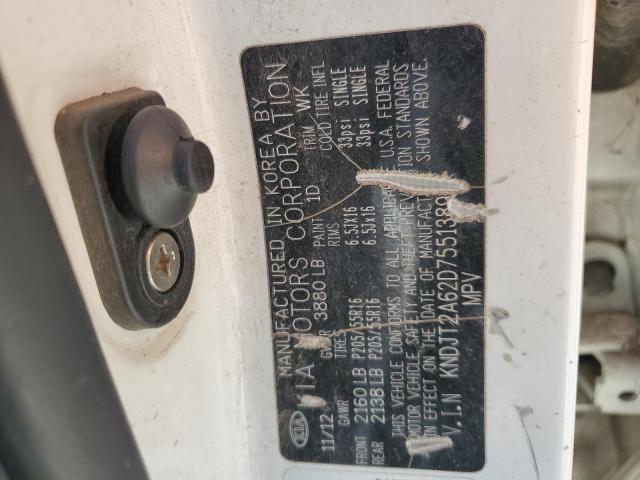 MANUFACTURED IN KOREA BY
KIA MOTORS CORPORATION
KIA
11/12 GVWR 3880 LB PAINT 1D TRIM WK
GAWR TIRES RIMS COLD TIRE INFL
FRONT 2160 LB P205/55R16 6.5JX16 33psi SINGLE
REAR 2138 LB P205/55R16 6.5JX16 33psi SINGLE
THIS VEHICLE CONFORMS TO ALL APPLICABLE U.S.A. FEDERAL
MOTOR VEHICLE SAFETY AND THEFT PREVENTION STANDARDS
IN EFFECT ON THE DATE OF MANUFACTURE SHOWN ABOVE.
V.I.N KNDJT2A62D7551389
MPV